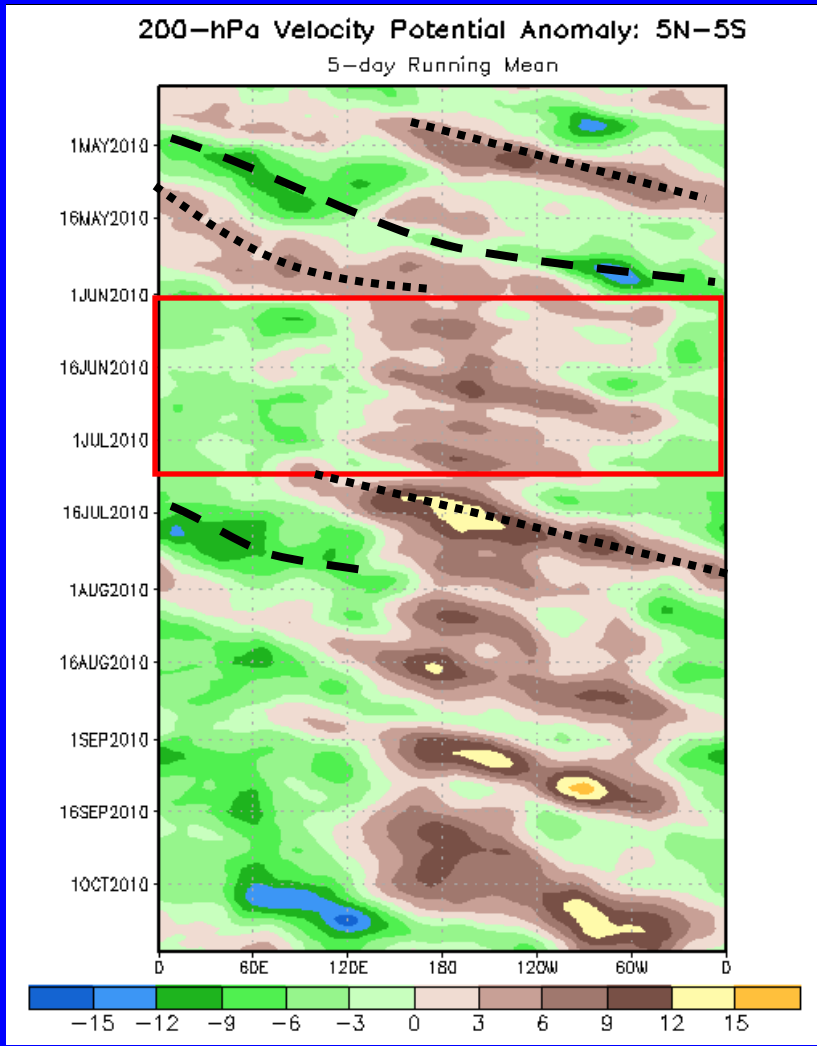 200-hPa Velocity Potential Anomaly: 5N-5S
5-day Running Mean
1MAY2010
16MAY2010
1JUN2010
16JUN2010
1JUL2010
16JUL2010
1AUG2010
16AUG2010
1SEP2010
16SEP2010
1OCT2010
0 60E 120E 180 120W 60W 0
-15 -12 -9 -6 -3 0 3 6 9 12 15